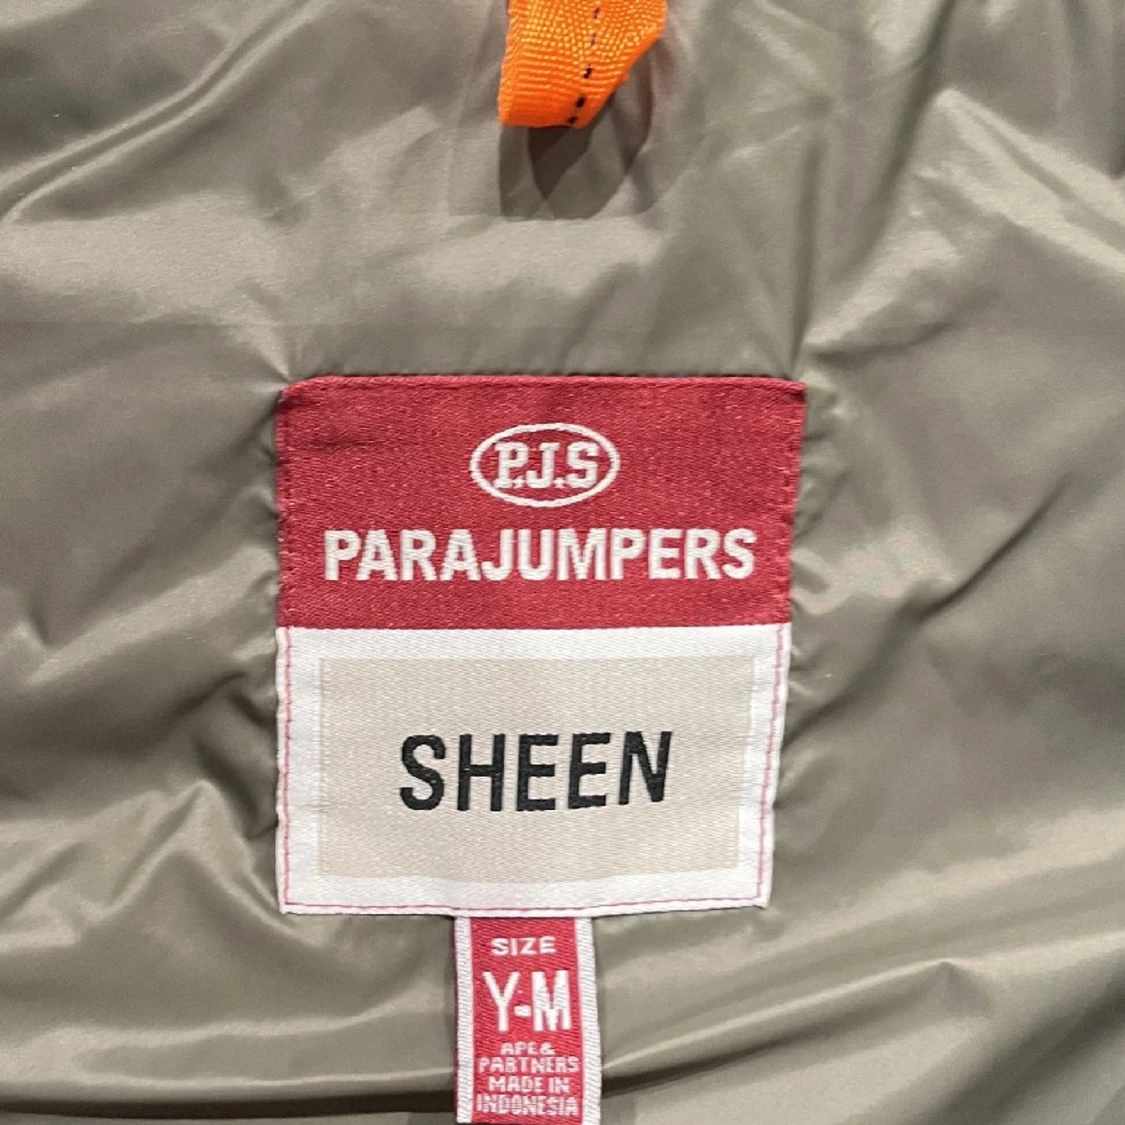 P.J.S
PARAJUMPERS
SHEEN
SIZE
Y-M
APE &
PARTNERS
MADE IN
INDONESIA